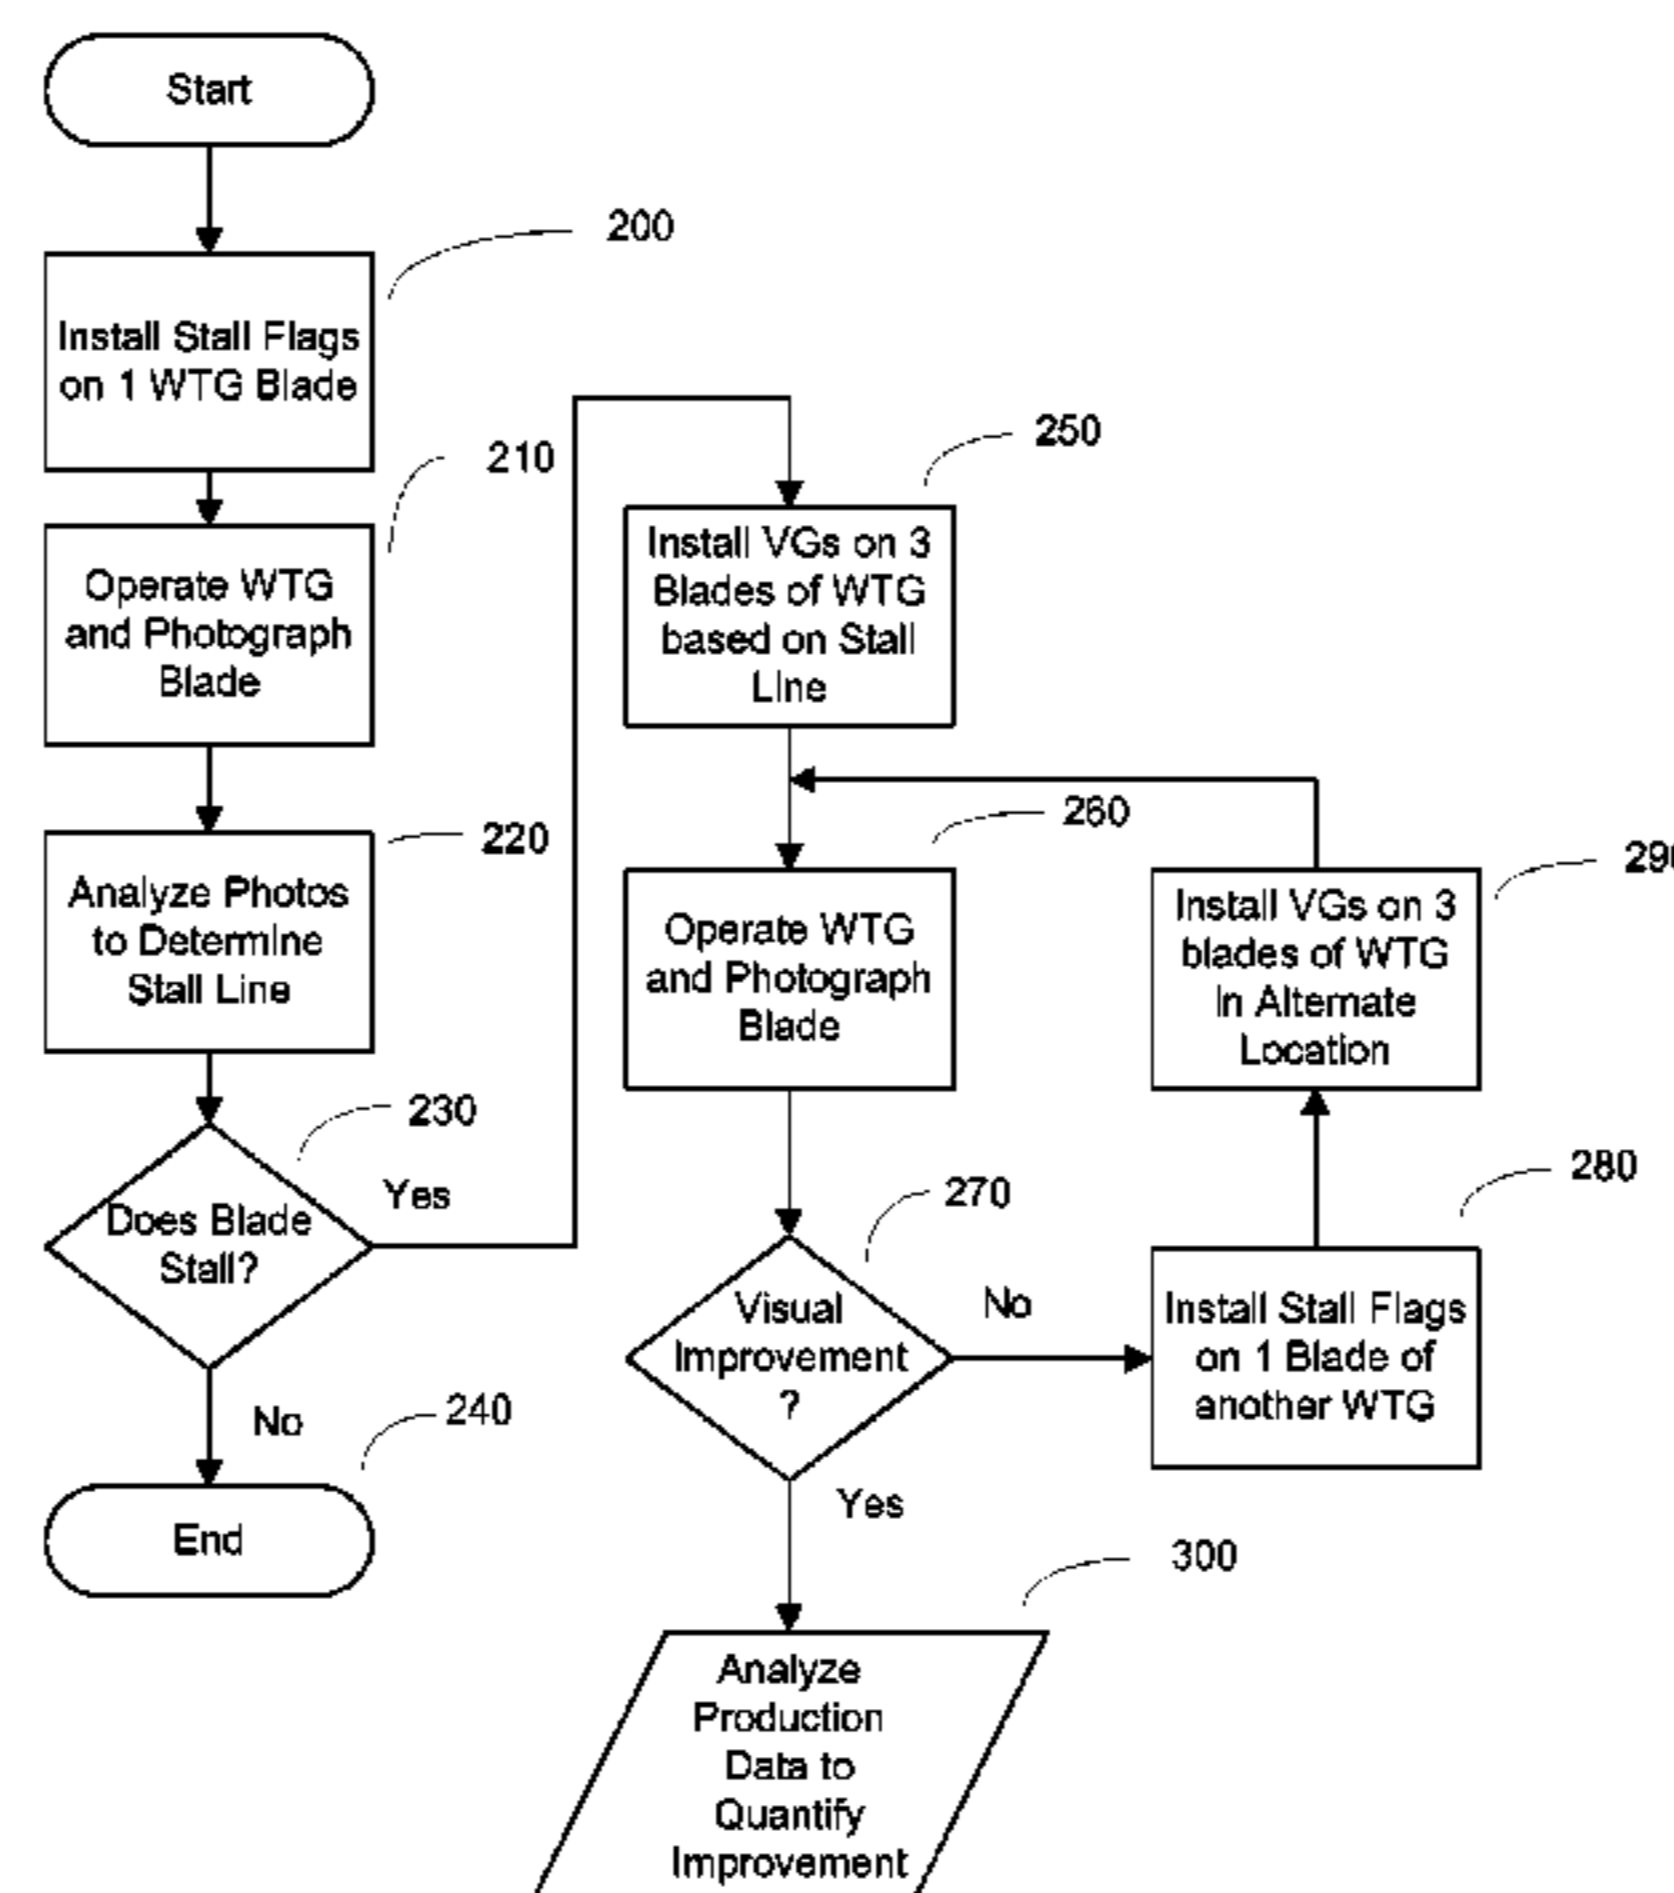 Start
200
Install Stall Flags
on 1 WTG Blade
210
Operate WTG
and Photograph
Blade
220
Analyze Photos
to Determine
Stall Line
230
Does Blade
Stall?
Yes
No
240
End
250
Install VGs on 3
Blades of WTG
based on Stall
Line
260
Operate WTG
and Photograph
Blade
270
Visual
Improvement
?
No
Yes
280
Install Stall Flags
on 1 Blade of
another WTG
290
Install VGs on 3
blades of WTG
in Alternate
Location
300
Analyze
Production
Data to
Quantify
Improvement